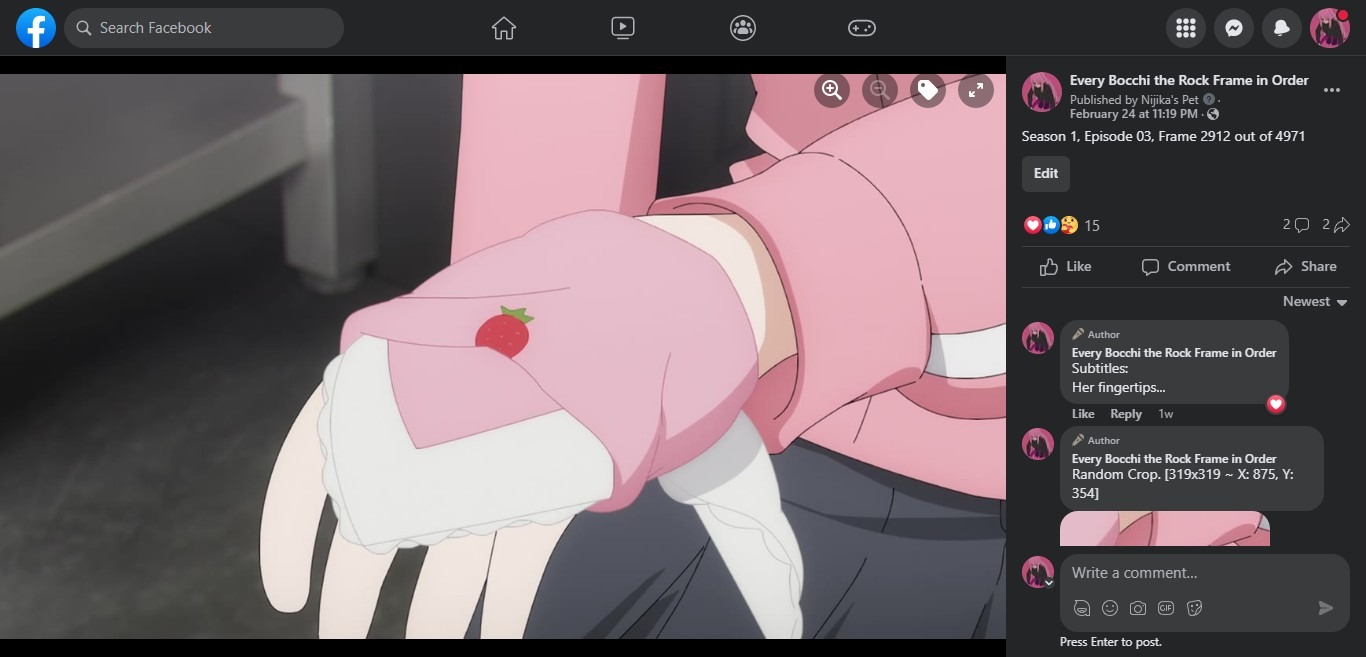 Search Facebook
Every Bocchi the Rock Frame in Order
Published by Nijika's Pet ?·
February 24 at 11:19 PM ·
Season 1, Episode 03, Frame 2912 out of 4971
Edit
15
2
2
Like
Comment
Share
Newest
Author
Every Bocchi the Rock Frame in Order
Subtitles:
Her fingertips...
Like Reply 1w
Author
Every Bocchi the Rock Frame in Order
Random Crop. [319x319 ~ X: 875, Y:
354]
Write a comment...
GIF
Press Enter to post.